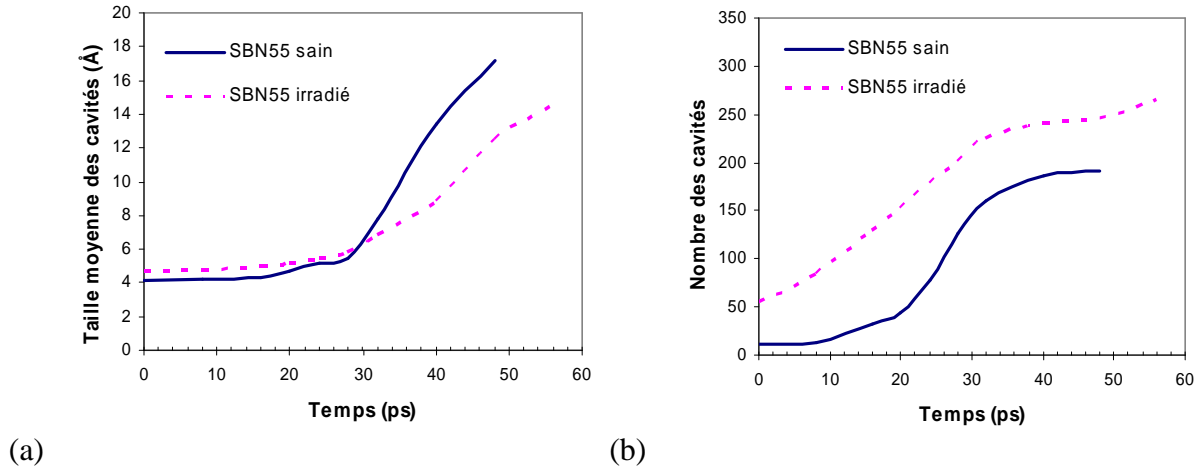 20
18
16
14
12
10
8
6
4
2
0
Taille moyenne des cavités (Å)
SBN55 sain
SBN55 irradié
0 10 20 30 40 50 60
Temps (ps)
(a)
350
300
250
200
150
100
50
0
Nombre des cavités
SBN55 sain
SBN55 irradié
0 10 20 30 40 50 60
Temps (ps)
(b)